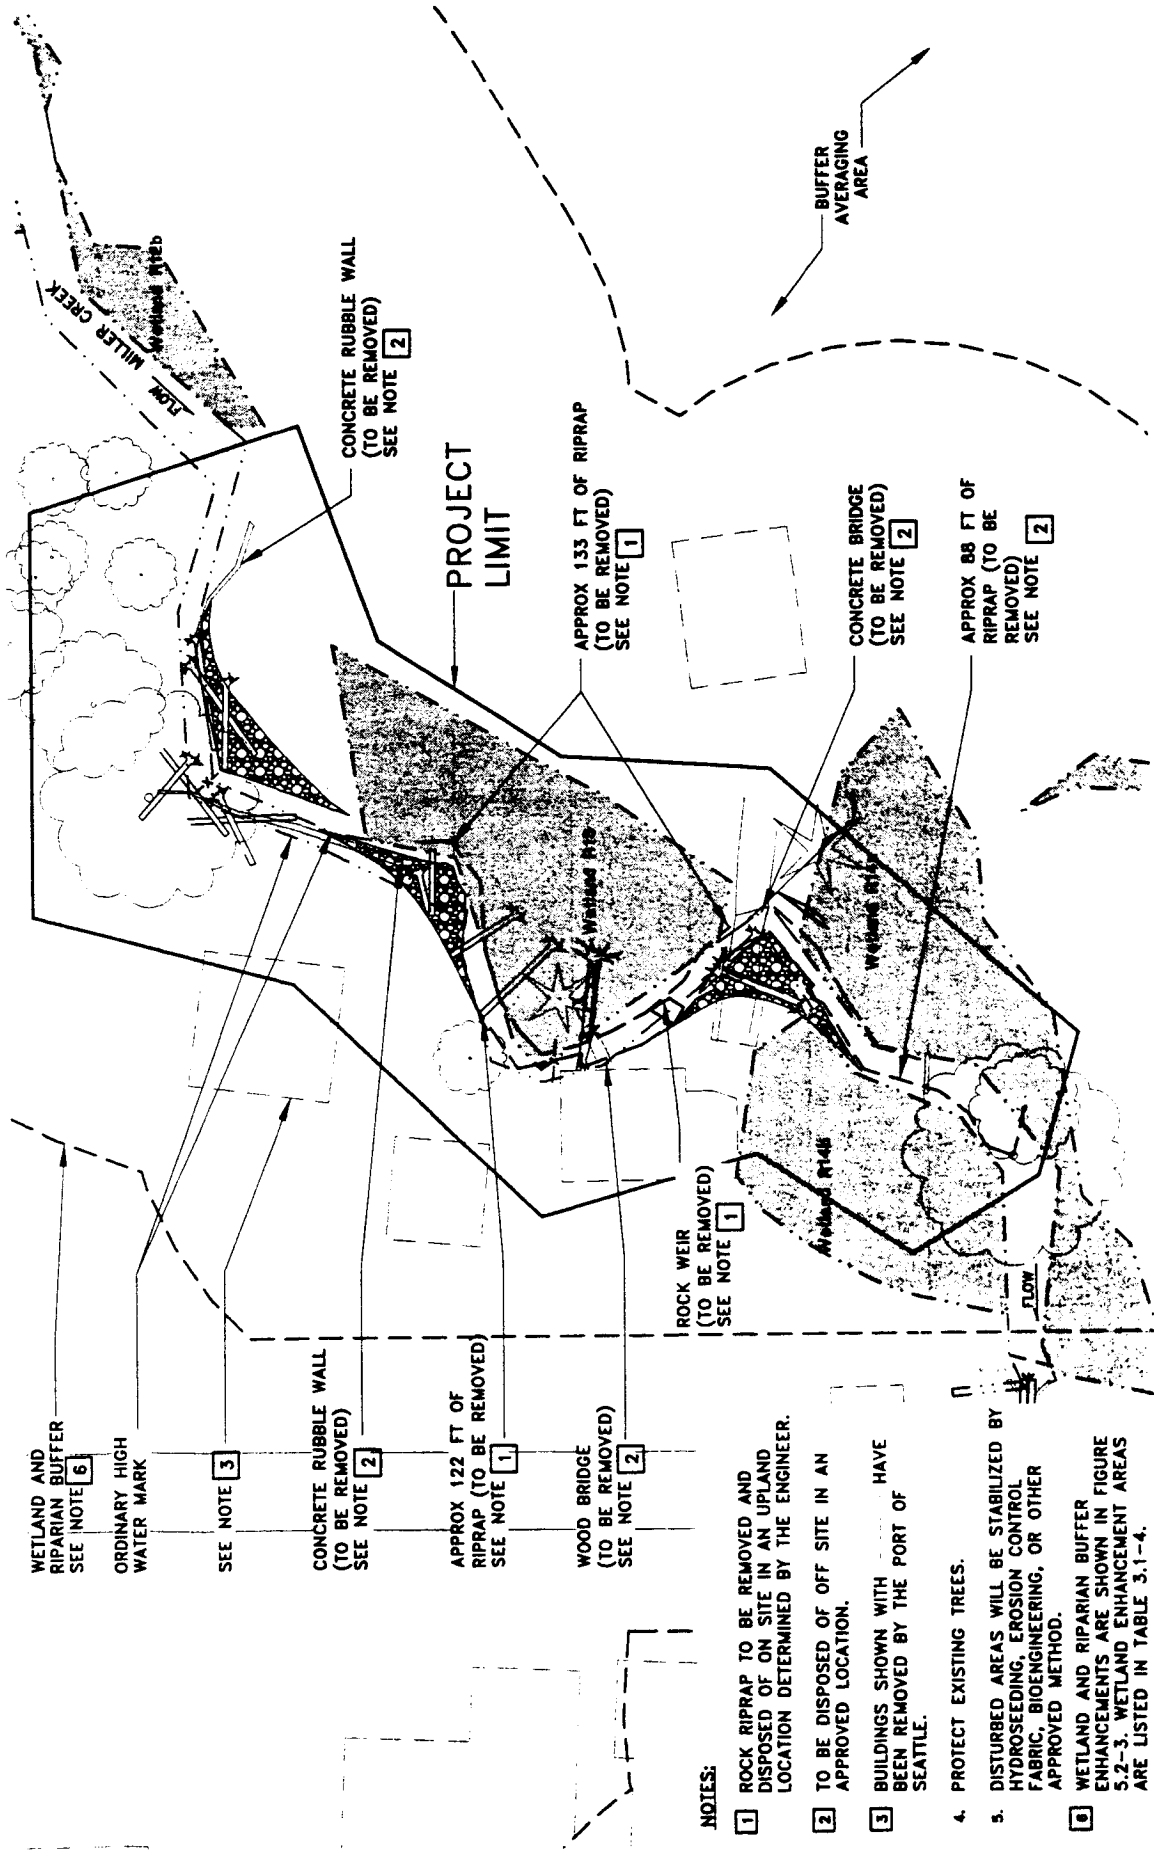 WETLAND AND
RIPARIAN BUFFER
SEE NOTE 6
ORDINARY HIGH
WATER MARK
SEE NOTE 3
CONCRETE RUBBLE WALL
(TO BE REMOVED)
SEE NOTE 2
APPROX 122 FT OF
RIPRAP (TO BE REMOVED)
SEE NOTE 1
WOOD BRIDGE
(TO BE REMOVED)
SEE NOTE 2
ROCK WEIR
(TO BE REMOVED)
SEE NOTE 1
FLOW
Wetland R14b
Wetland R13
MILLER CREEK
FLOW
Wetland R12b
CONCRETE RUBBLE WALL
(TO BE REMOVED)
SEE NOTE 2
PROJECT
LIMIT
APPROX 133 FT OF RIPRAP
(TO BE REMOVED)
SEE NOTE 1
CONCRETE BRIDGE
(TO BE REMOVED)
SEE NOTE 2
APPROX 88 FT OF
RIPRAP (TO BE
REMOVED)
SEE NOTE 2
BUFFER
AVERAGING
AREA
NOTES:
1 ROCK RIPRAP TO BE REMOVED AND
DISPOSED OF ON SITE IN AN UPLAND
LOCATION DETERMINED BY THE ENGINEER.
2 TO BE DISPOSED OF OFF SITE IN AN
APPROVED LOCATION.
3 BUILDINGS SHOWN WITH ---- HAVE
BEEN REMOVED BY THE PORT OF
SEATTLE.
4. PROTECT EXISTING TREES.
5. DISTURBED AREAS WILL BE STABILIZED BY
HYDROSEEDING, EROSION CONTROL
FABRIC, BIOENGINEERING, OR OTHER
APPROVED METHOD.
6 WETLAND AND RIPARIAN BUFFER
ENHANCEMENTS ARE SHOWN IN FIGURE
5.2-3. WETLAND ENHANCEMENT AREAS
ARE LISTED IN TABLE 3.1-4.